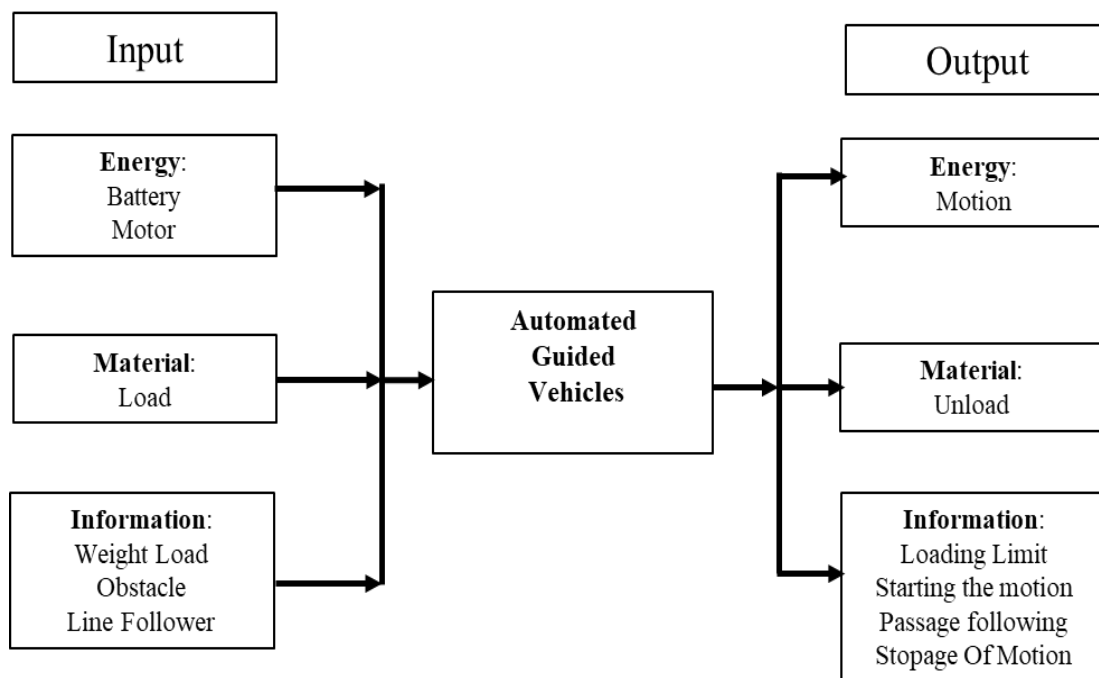 Input
Output
Energy:
Battery
Motor
Material:
Load
Information:
Weight Load
Obstacle
Line Follower
Automated
Guided
Vehicles
Energy:
Motion
Material:
Unload
Information:
Loading Limit
Starting the motion
Passage following
Stopage Of Motion